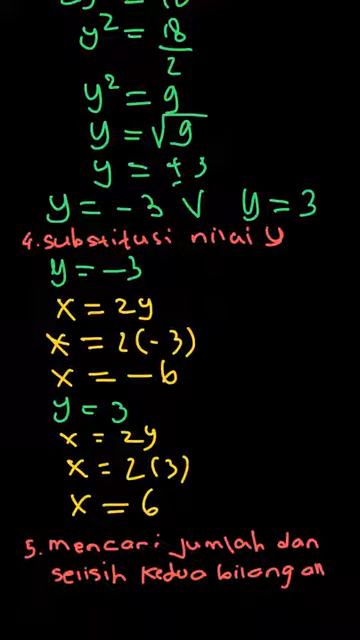 y² = 18/2
y² = 9
y = √9
y = ±3
y = -3 V y = 3
4. substitusi nilai y
y = -3
x = 2y
x = 2(-3)
x = -6
y = 3
x = 2y
x = 2(3)
x = 6
5. mencari jumlah dan
selisih kedua bilangan